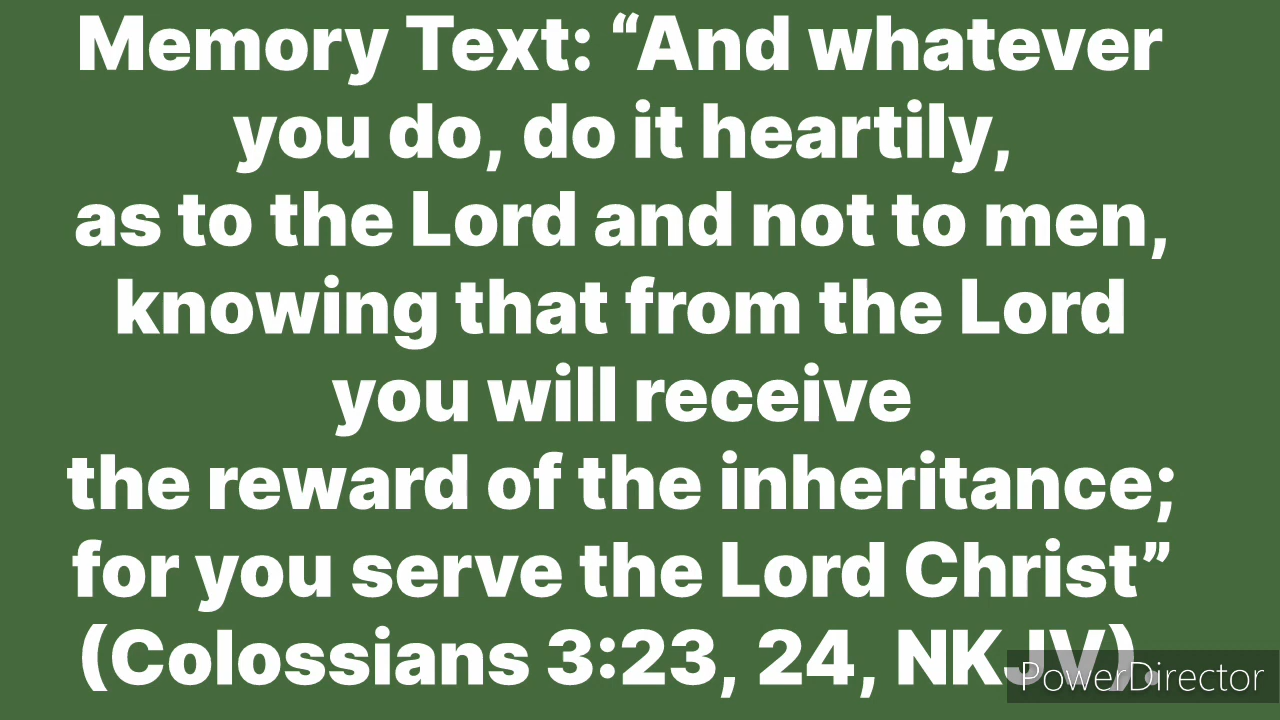 Memory Text: “And whatever
you do, do it heartily,
as to the Lord and not to men,
knowing that from the Lord
you will receive
the reward of the inheritance;
for you serve the Lord Christ”
(Colossians 3:23, 24, NKJV).
PowerDirector